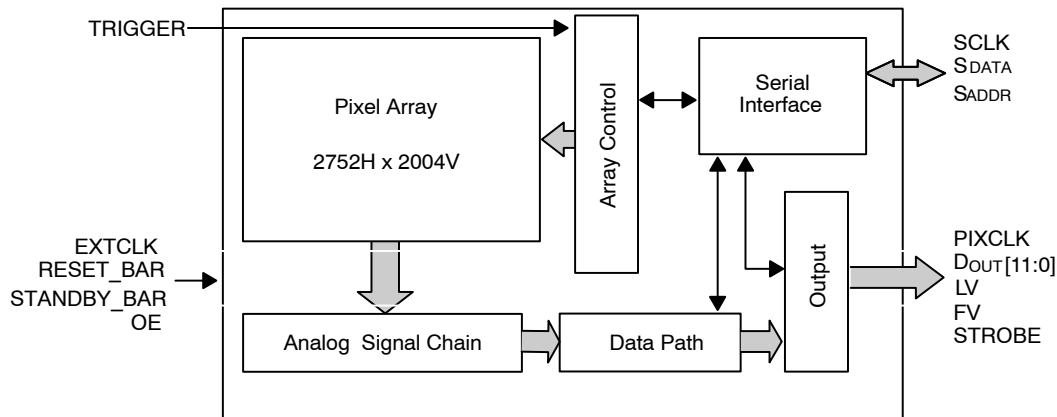 TRIGGER
Pixel Array
2752H x 2004V
Array Control
Serial
Interface
SCLK
SDATA
SADDR
EXTCLK
RESET_BAR
STANDBY_BAR
OE
Analog Signal Chain
Data Path
Output
PIXCLK
DOUT[11:0]
LV
FV
STROBE